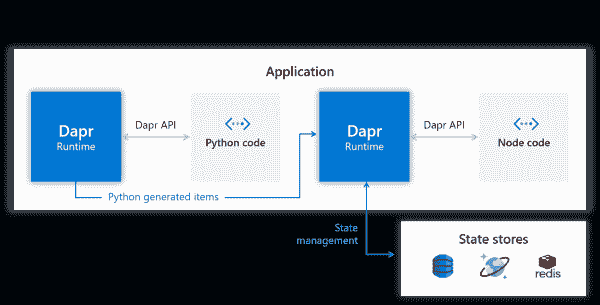 Application
Dapr
Runtime
Dapr API
Python code
Dapr
Runtime
Dapr API
Node code
Python generated items
State
management
State stores
redis